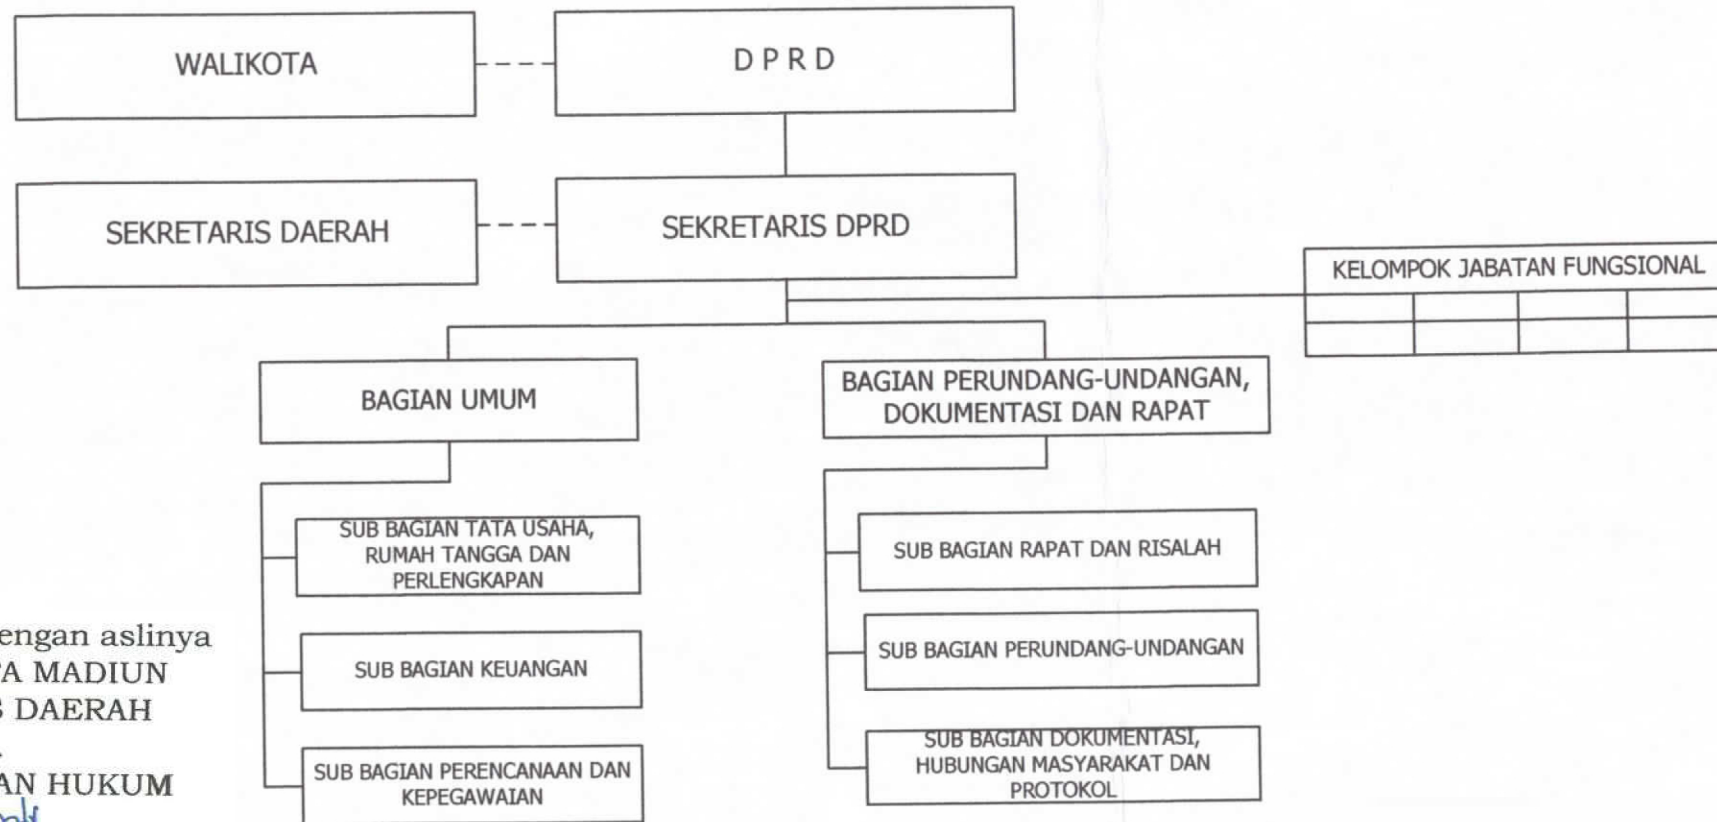 WALIKOTA
D P R D
SEKRETARIS DAERAH
SEKRETARIS DPRD
KELOMPOK JABATAN FUNGSIONAL
BAGIAN UMUM
BAGIAN PERUNDANG-UNDANGAN,
DOKUMENTASI DAN RAPAT
SUB BAGIAN TATA USAHA,
RUMAH TANGGA DAN
PERLENGKAPAN
SUB BAGIAN KEUANGAN
SUB BAGIAN PERENCANAAN DAN
KEPEGAWAIAN
SUB BAGIAN RAPAT DAN RISALAH
SUB BAGIAN PERUNDANG-UNDANGAN
SUB BAGIAN DOKUMENTASI,
HUBUNGAN MASYARAKAT DAN
PROTOKOL
engan aslinya
TA MADIUN
S DAERAH
AN HUKUM